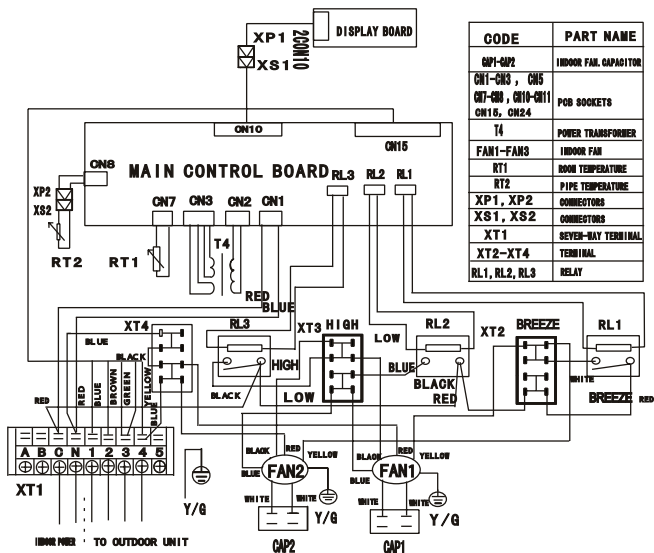 DISPLAY BOARD
XP1
XS1
2CON10
CODE PART NAME
CAP1-CAP2 INDOOR FAN. CAPACITOR
CN1-CN3 , CN5
CN7-CN8 , CN10-CN11
CN15, CN24
PCB SOCKETS
T4 POWER TRANSFORMER
FAN1-FAN3 INDOOR FAN
RT1 ROOM TEMPERATURE
RT2 PIPE TEMPERATURE
XP1, XP2 CONNECTORS
XS1, XS2 CONNECTORS
XT1 SEVEN-WAY TERMINAL
XT2-XT4 TERMINAL
RL1, RL2, RL3 RELAY
CN10
CN15
MAIN CONTROL BOARD
RL3 RL2 RL1
CN8
XP2
XS2
CN7 CN3 CN2 CN1
RT2
RT1
T4
RED
BLUE
XT4
RL3
XT3
HIGH
LOW
RL2
XT2
BREEZE
RL1
BLUE
BLACK
HIGH
BLUE
WHITE
BLACK
LOW
BLACK
RED
BREEZE
RED
RED
RED
BLUE
BROWN
GREEN
YELLOW
BLUE
A B C N 1 2 3 4 5
XT1
Y/G
INDOOR POWER
TO OUTDOOR UNIT
BLACK
RED
YELLOW
BLUE
FAN2
WHITE
WHITE
Y/G
CAP2
BLACK
RED
YELLOW
BLUE
FAN1
WHITE
WHITE
Y/G
CAP1